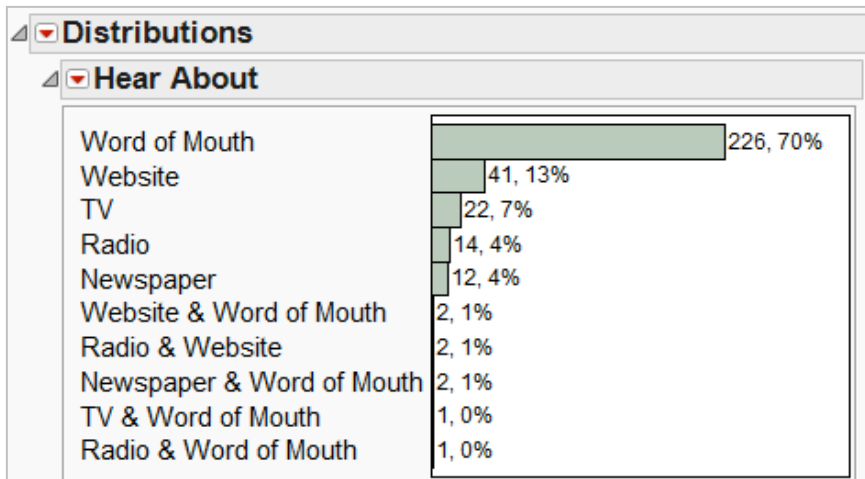 Distributions
Hear About
Word of Mouth 226, 70%
Website 41, 13%
TV 22, 7%
Radio 14, 4%
Newspaper 12, 4%
Website & Word of Mouth 2, 1%
Radio & Website 2, 1%
Newspaper & Word of Mouth 2, 1%
TV & Word of Mouth 1, 0%
Radio & Word of Mouth 1, 0%